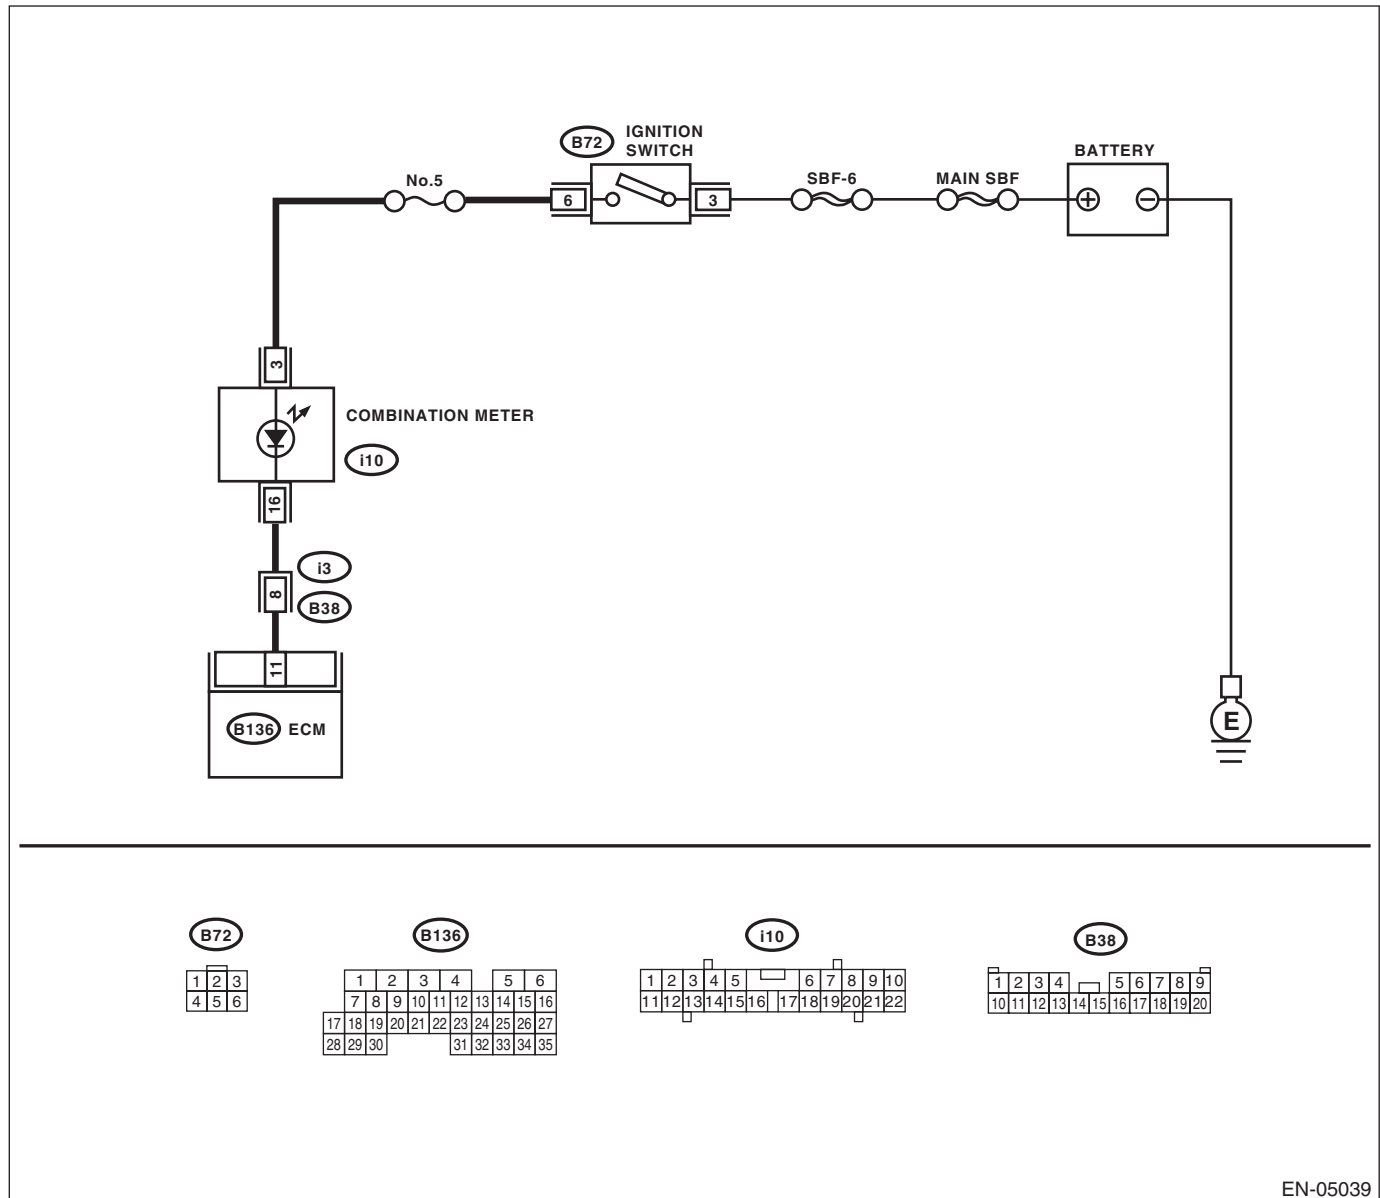 IGNITION
SWITCH
B72
BATTERY
No.5
SBF-6
MAIN SBF
6
3
3
COMBINATION METER
i10
16
i3
8
B38
11
B136 ECM
E
B72
B136
i10
B38
1 2 3
4 5 6
1 2 3 4 5 6
7 8 9 10 11 12 13 14 15 16
17 18 19 20 21 22 23 24 25 26 27
28 29 30 31 32 33 34 35
1 2 3 4 5 6 7 8 9 10
11 12 13 14 15 16 17 18 19 20 21 22
1 2 3 4 5 6 7 8 9
10 11 12 13 14 15 16 17 18 19 20
EN-05039